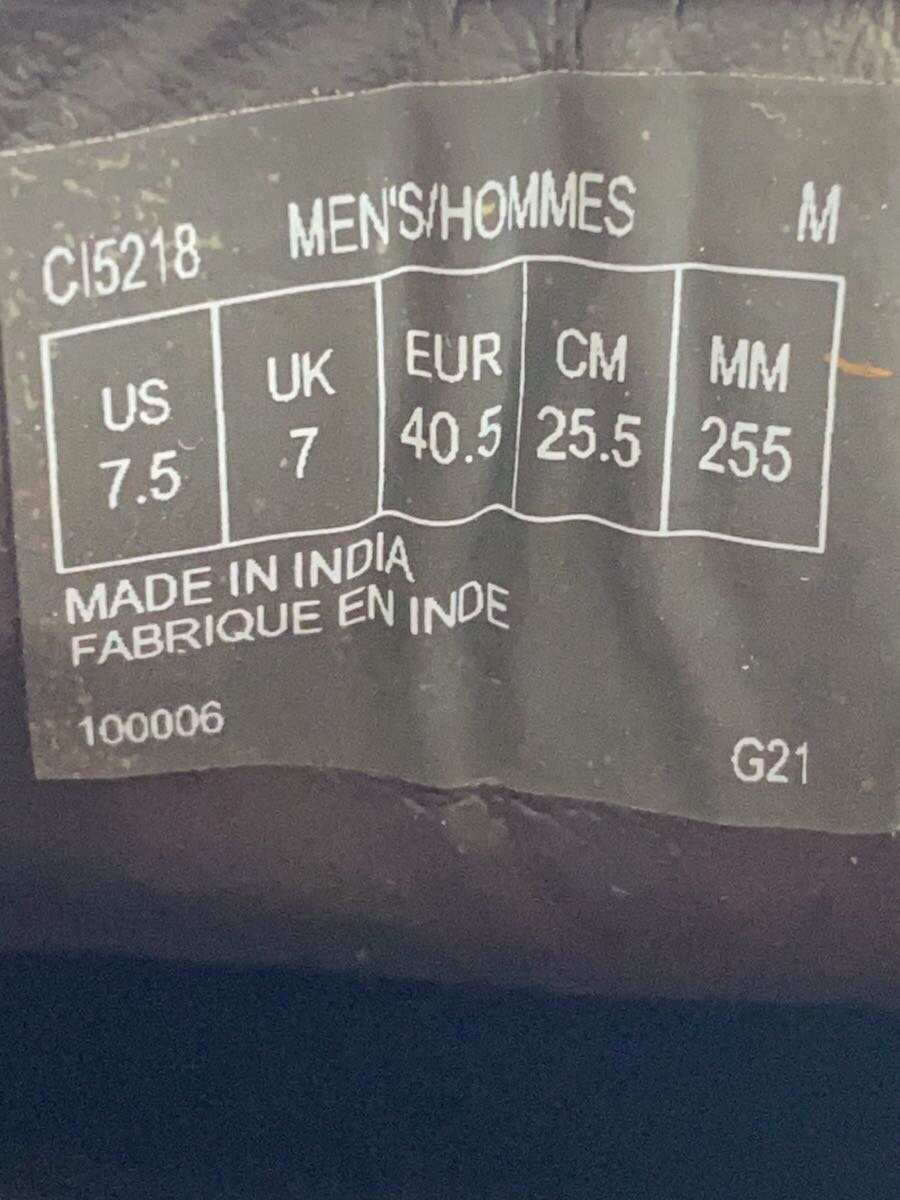 CI5218 MEN'S/HOMMES M
US UK EUR CM MM
7.5 7 40.5 25.5 255
MADE IN INDIA
FABRIQUE EN INDE
100006 G21